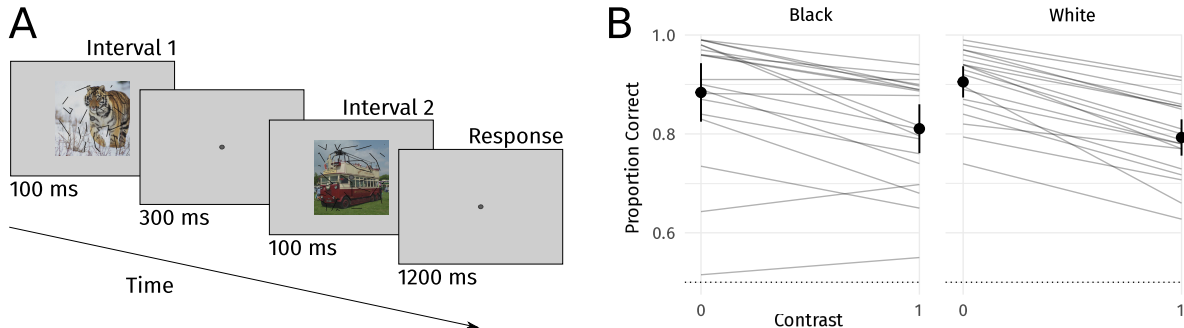 A
Interval 1
100 ms
300 ms
Interval 2
100 ms
Response
1200 ms
Time
B
Black
White
Proportion Correct
1.0
0.8
0.6
0
1
0
1
Contrast